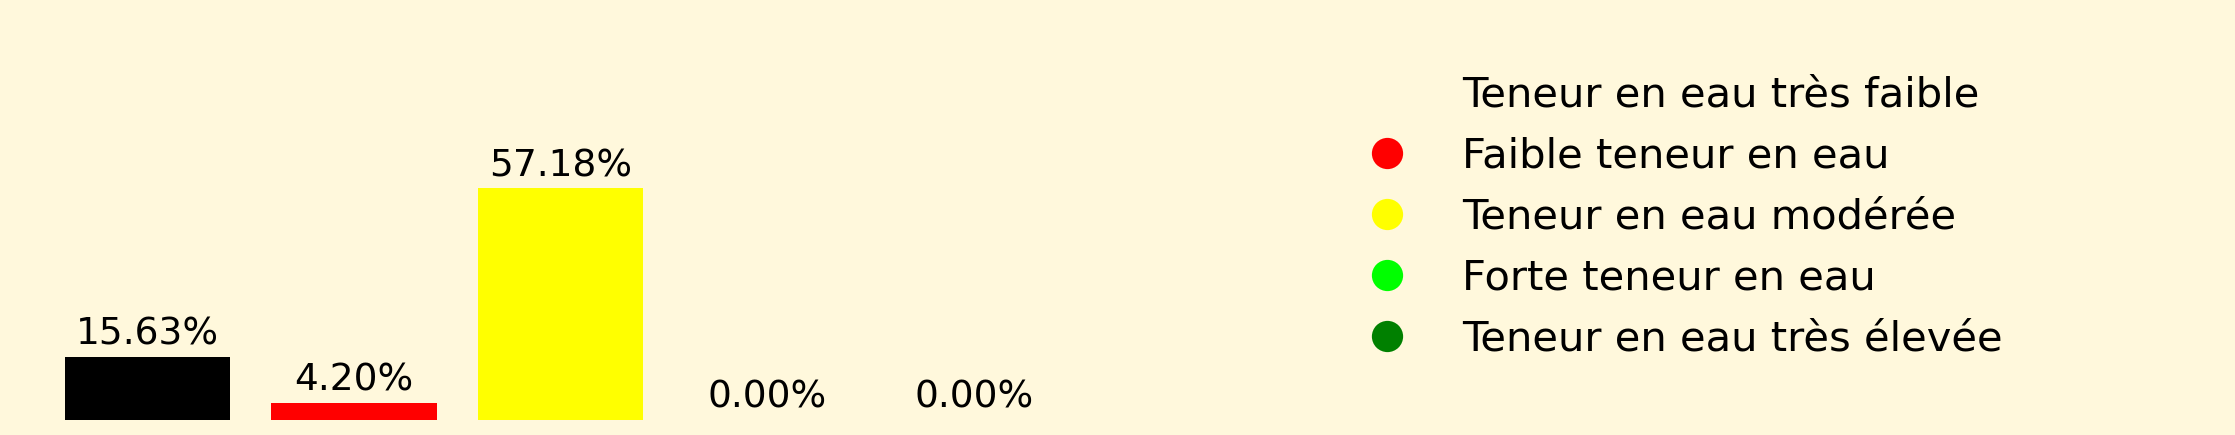 57.18%
15.63%
4.20%
0.00%
0.00%
Teneur en eau très faible
Faible teneur en eau
Teneur en eau modérée
Forte teneur en eau
Teneur en eau très élevée